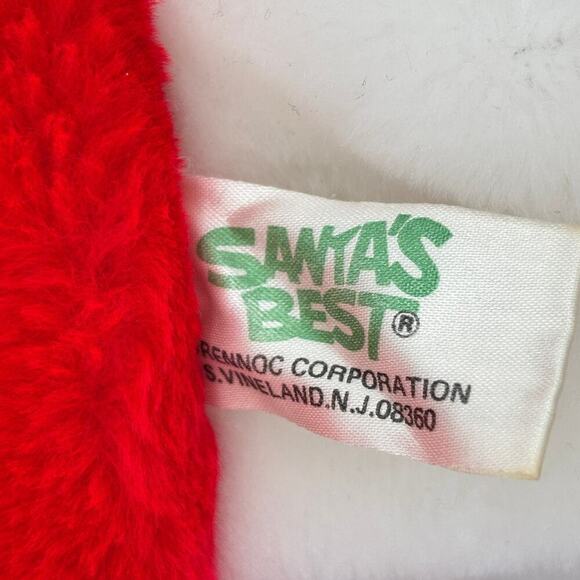 SANTA'S
BEST®
RENNOC CORPORATION
S.VINELAND.N.J.08360